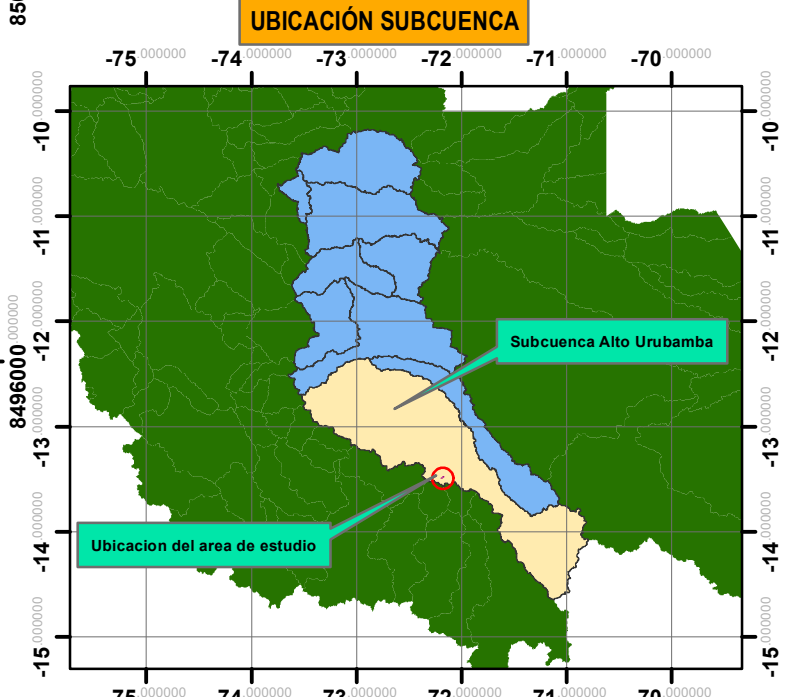 UBICACIÓN SUBCUENCA
-75.000000 -74.000000 -73.000000 -72.000000 -71.000000 -70.000000
-10.000000 -10.000000
-11.000000 -11.000000
8496000.000000
-12.000000 -12.000000
Subcuenca Alto Urubamba
-13.000000 -13.000000
Ubicacion del area de estudio
-14.000000 -14.000000
-15.000000 -15.000000